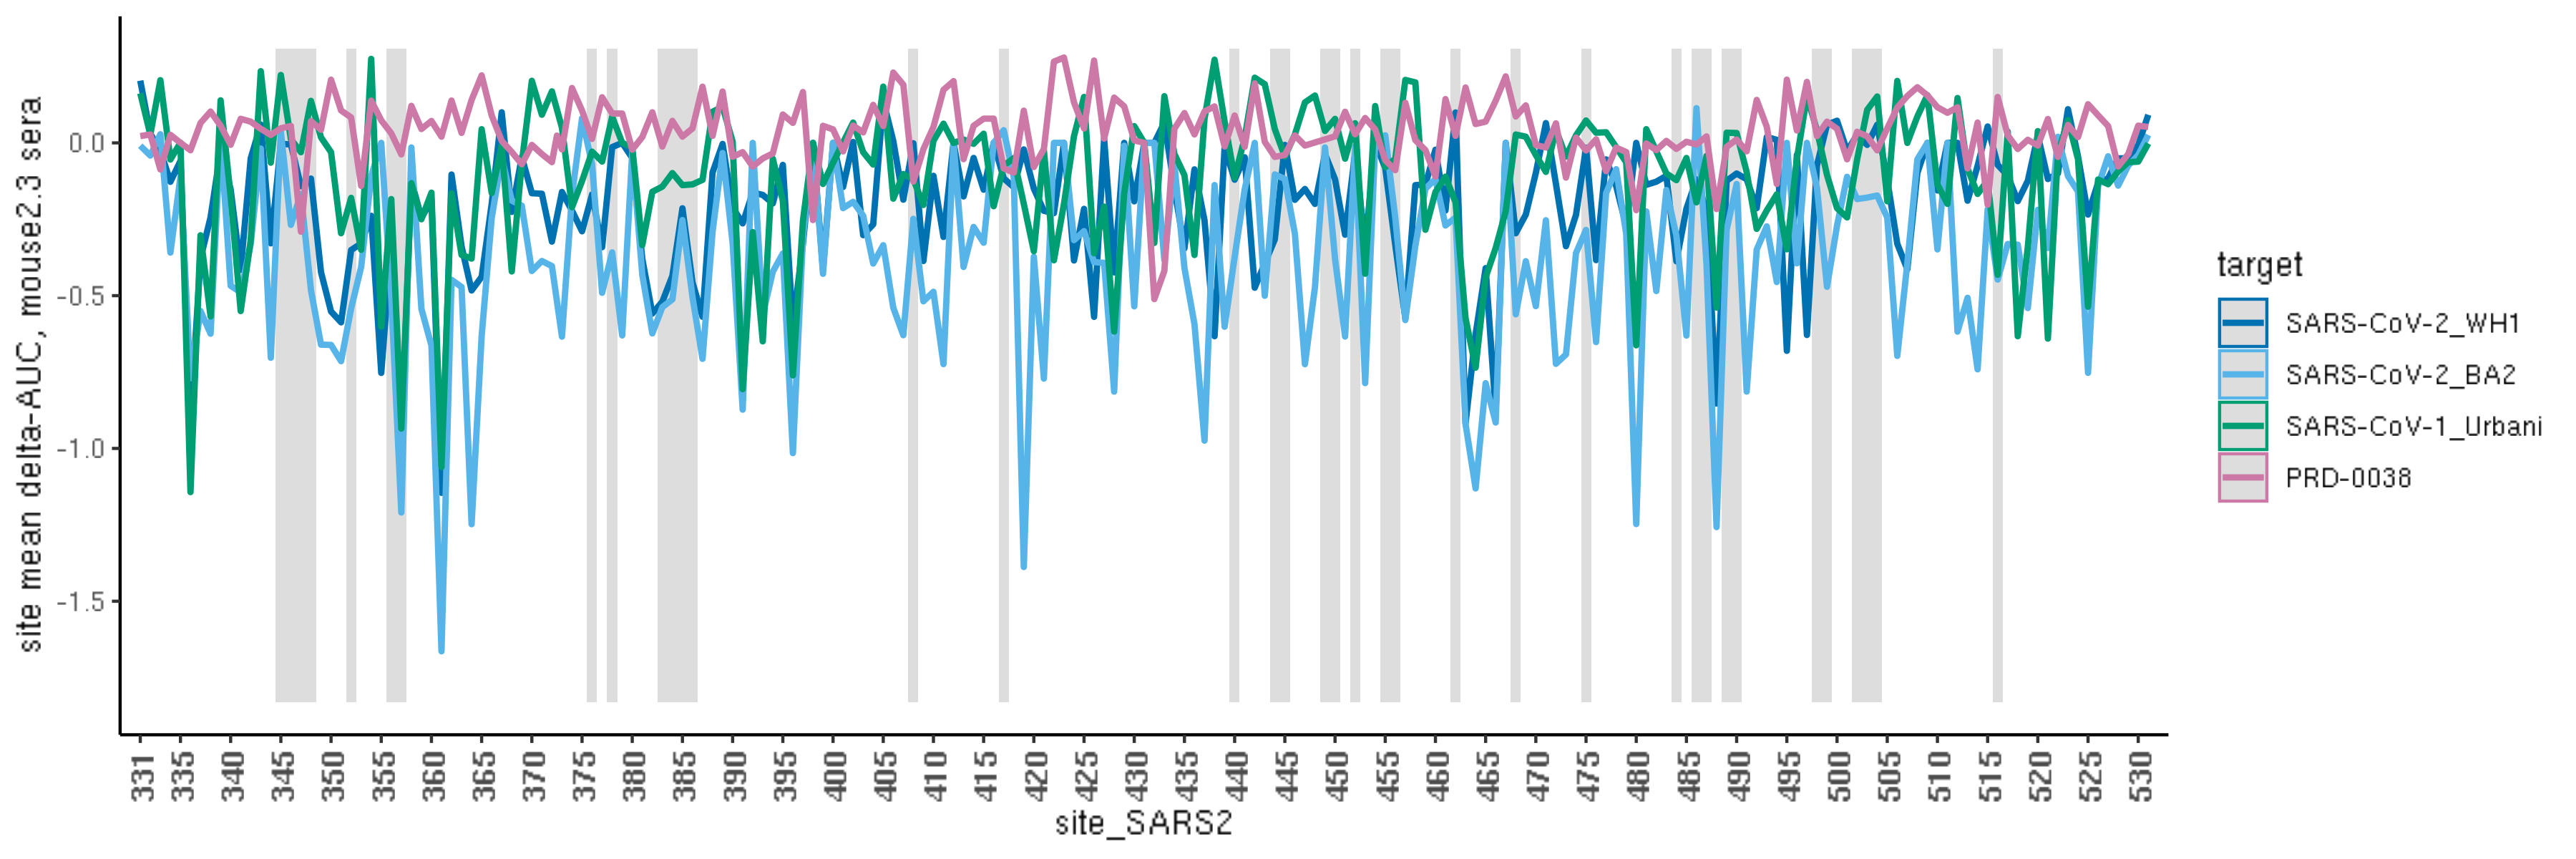 site mean delta-AUC, mouse2.3 sera
0.0
-0.5
-1.0
-1.5
331 335 340 345 350 355 360 365 370 375 380 385 390 395 400 405 410 415 420 425 430 435 440 445 450 455 460 465 470 475 480 485 490 495 500 505 510 515 520 525 530
site_SARS2
target
SARS-CoV-2_WH1
SARS-CoV-2_BA2
SARS-CoV-1_Urbani
PRD-0038